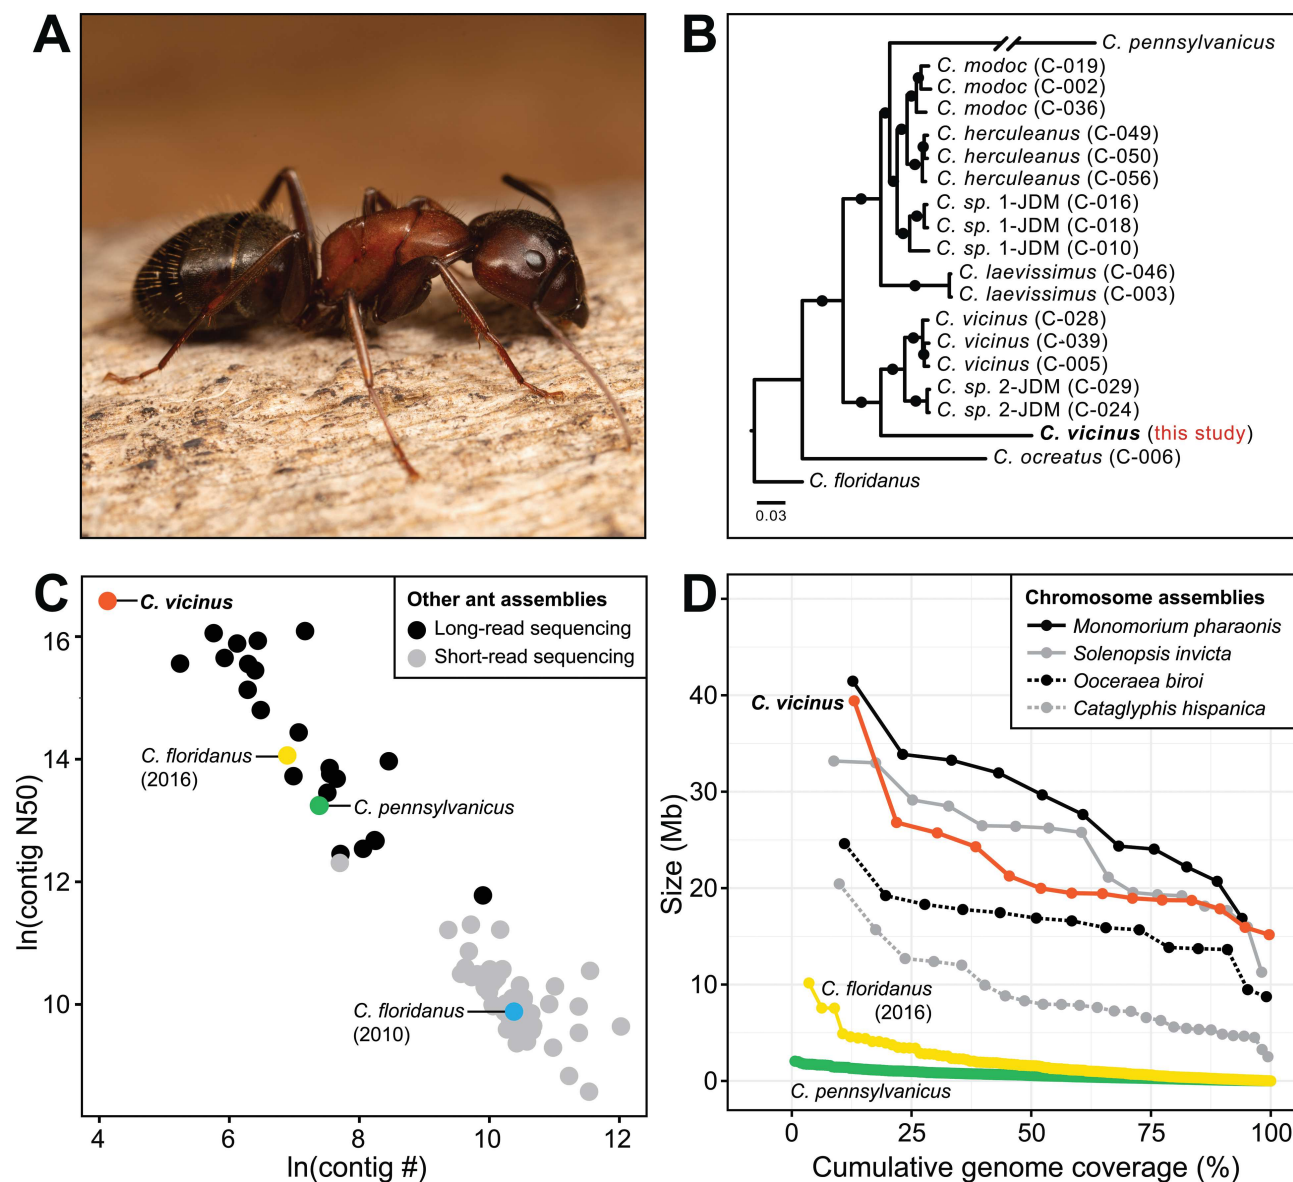 A
B
C. pennsylvanicus
C. modoc (C-019)
C. modoc (C-002)
C. modoc (C-036)
C. herculeanus (C-049)
C. herculeanus (C-050)
C. herculeanus (C-056)
C. sp. 1-JDM (C-016)
C. sp. 1-JDM (C-018)
C. sp. 1-JDM (C-010)
C. laevissimus (C-046)
C. laevissimus (C-003)
C. vicinus (C-028)
C. vicinus (C-039)
C. vicinus (C-005)
C. sp. 2-JDM (C-029)
C. sp. 2-JDM (C-024)
C. vicinus (this study)
C. ocreatus (C-006)
C. floridanus
0.03
C
C. vicinus
Other ant assemblies
Long-read sequencing
Short-read sequencing
C. floridanus
(2016)
C. pennsylvanicus
C. floridanus
(2010)
16
14
12
10
ln(contig N50)
4
6
8
10
12
ln(contig #)
D
Chromosome assemblies
Monomorium pharaonis
Solenopsis invicta
Ooceraea biroi
Cataglyphis hispanica
C. vicinus
C. floridanus
(2016)
C. pennsylvanicus
40
30
20
10
0
Size (Mb)
0
25
50
75
100
Cumulative genome coverage (%)